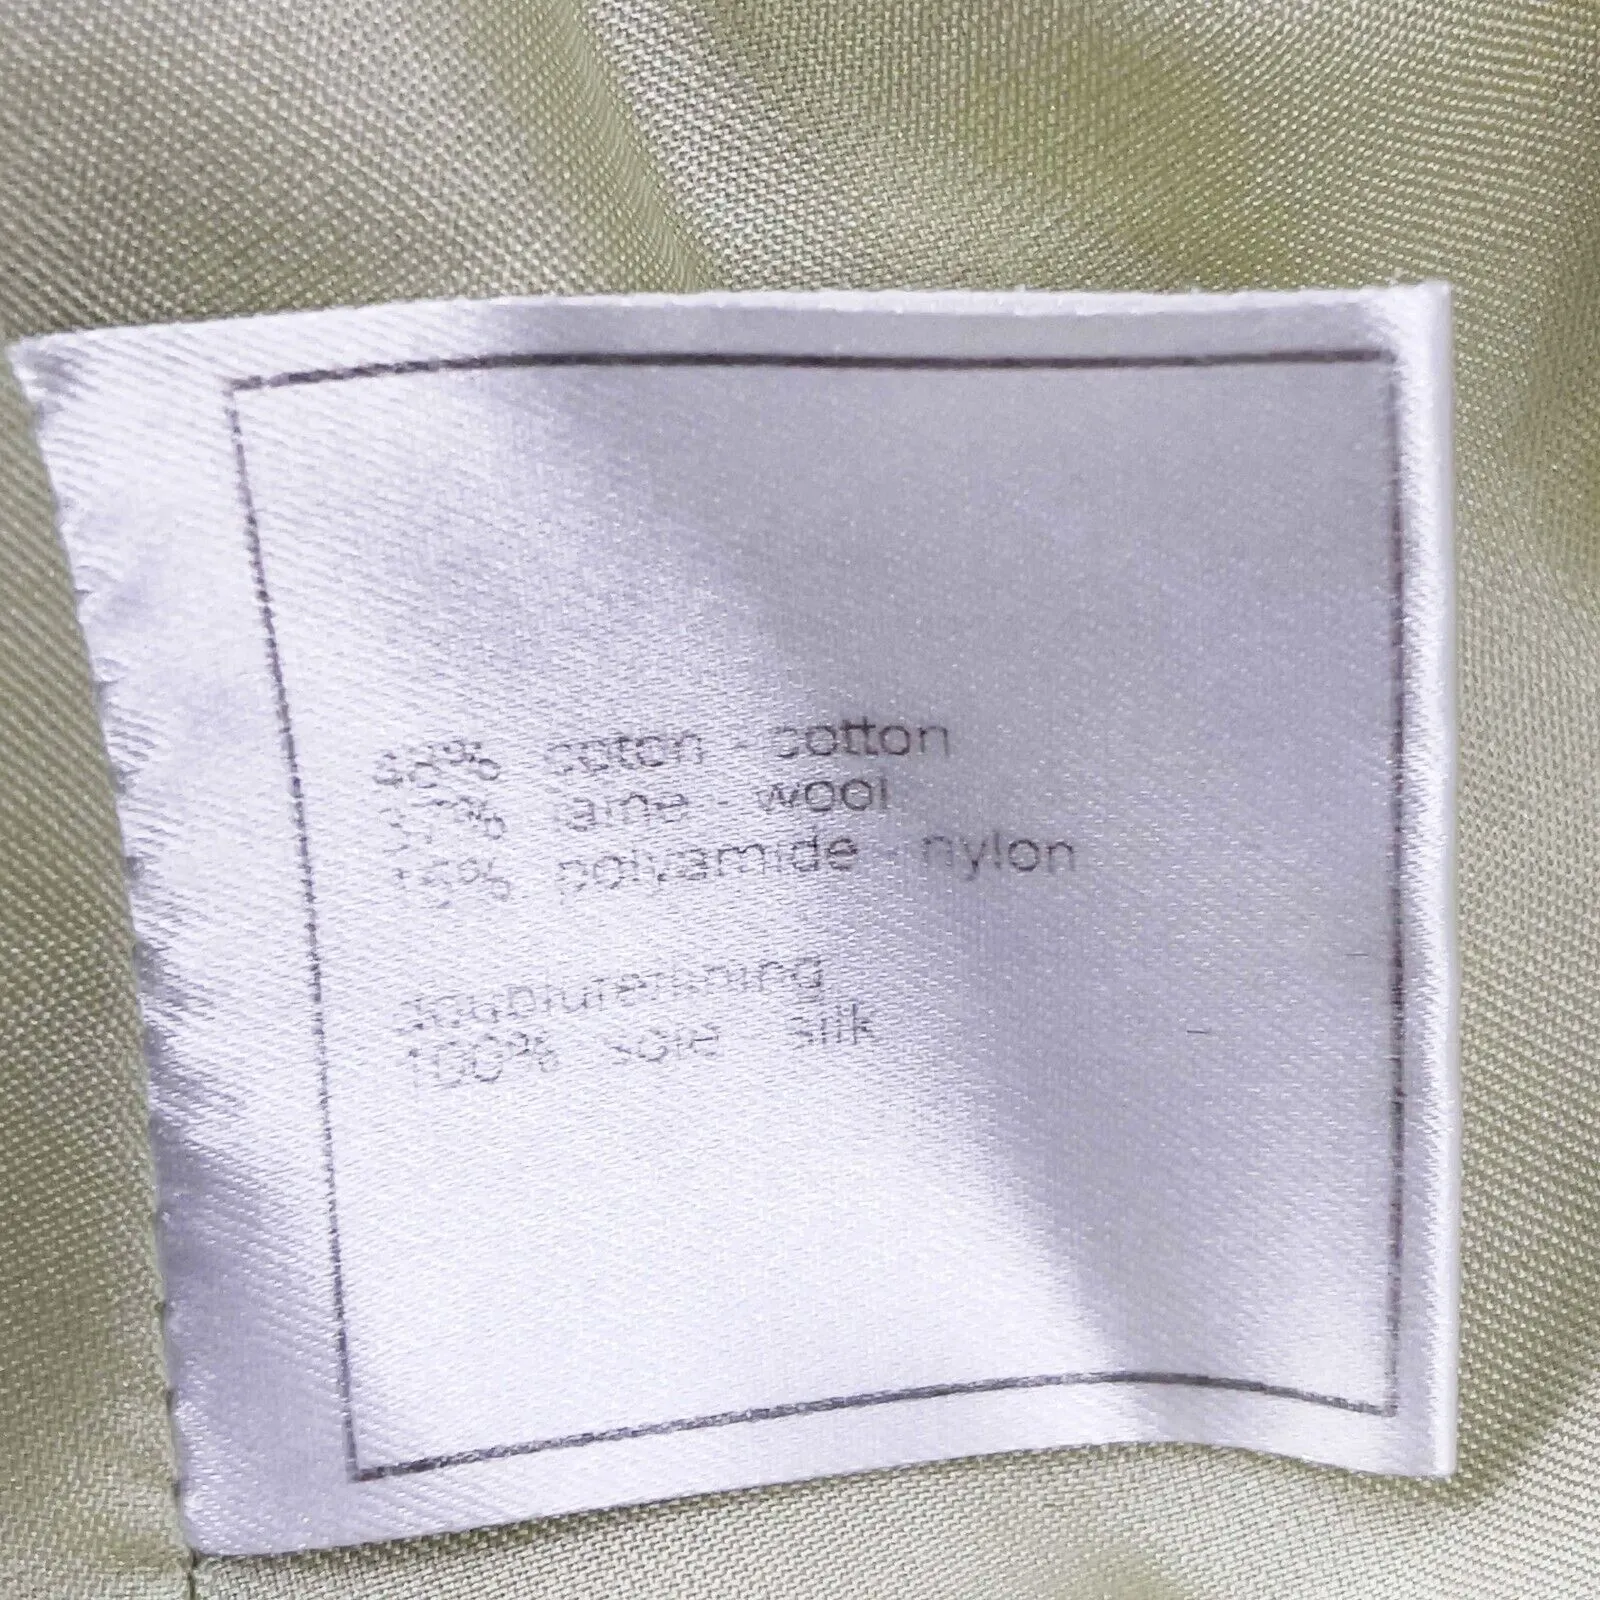 48% coton - cotton
37% laine - wool
15% polyamide - nylon
doublure-lining
100% soie - silk